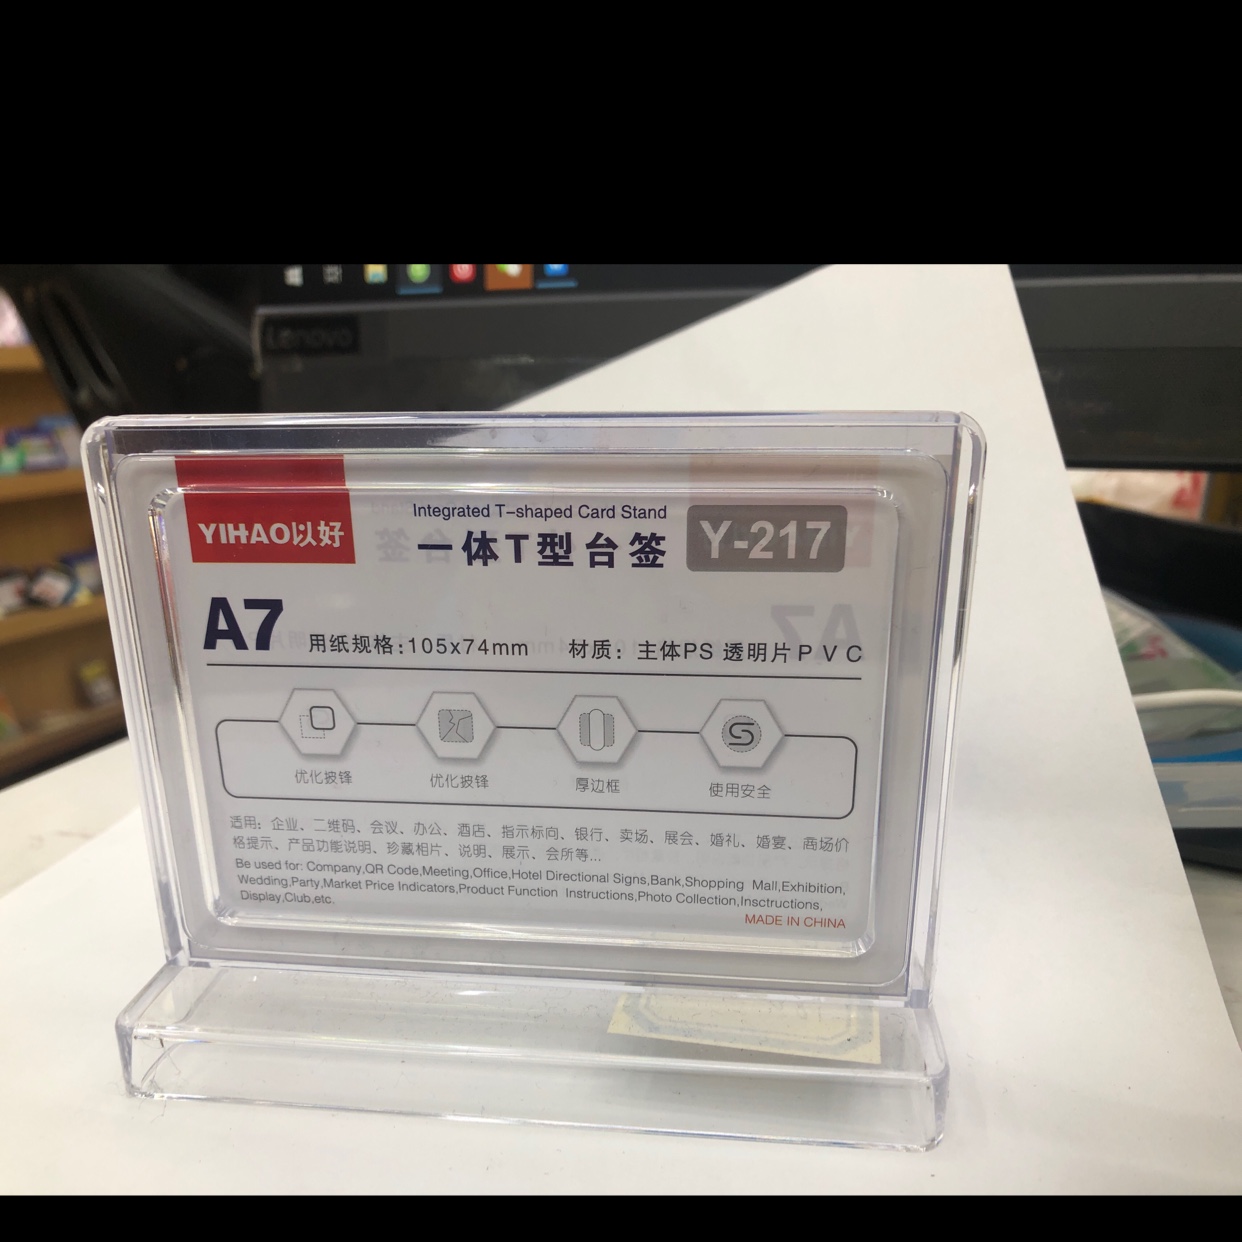 Lenovo
Integrated T-shaped Card Stand
YIHAO以好
一体T型台签
Y-217
A7
用纸规格:105x74mm 材质：主体PS 透明片PVC
优化披锋 优化披锋 厚边框 使用安全
适用：企业、二维码、会议、办公、酒店、指示标向、银行、卖场、展会、婚礼、婚宴、商场价
格提示、产品功能说明、珍藏相片、说明、展示、会所等...
Be used for: Company,QR Code,Meeting,Office,Hotel Directional Signs,Bank,Shopping Mall,Exhibition,
Wedding,Party,Market Price Indicators,Product Function Instructions,Photo Collection,Insctructions,
Display,Club,etc.
MADE IN CHINA